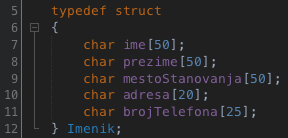 5 typedef struct
6 {
7 char ime[50];
8 char prezime[50];
9 char mestoStanovanja[50];
10 char adresa[20];
11 char brojTelefona[25];
12 } Imenik;